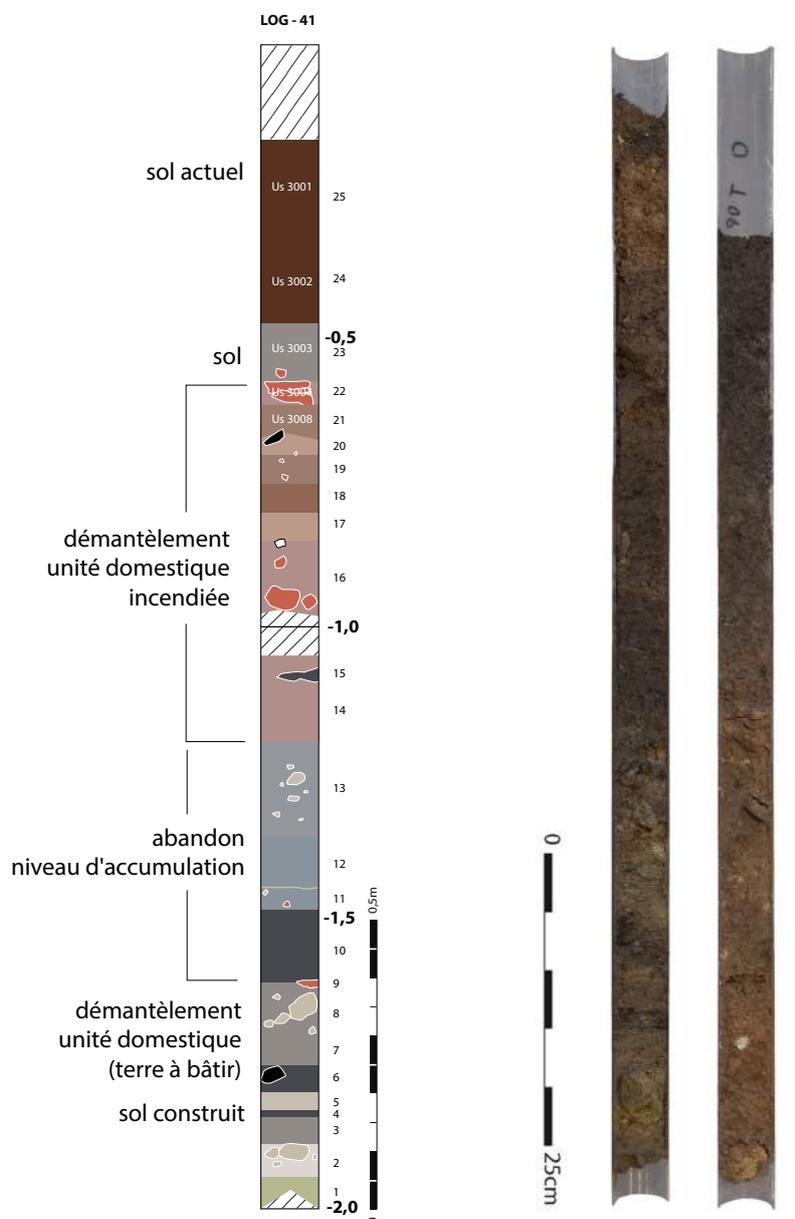 LOG - 41
sol actuel
Us 3001
25
Us 3002
24
-0,5
Us 3003
23
sol
Us 3004
22
Us 3008
21
20
19
18
17
démantèlement
unité domestique
incendiée
16
-1,0
15
14
13
abandon
niveau d'accumulation
12
11
-1,5
0,5m
10
9
démantèlement
unité domestique
(terre à bâtir)
8
7
6
5
sol construit
4
3
2
1
-2,0
0
25cm
90 T O